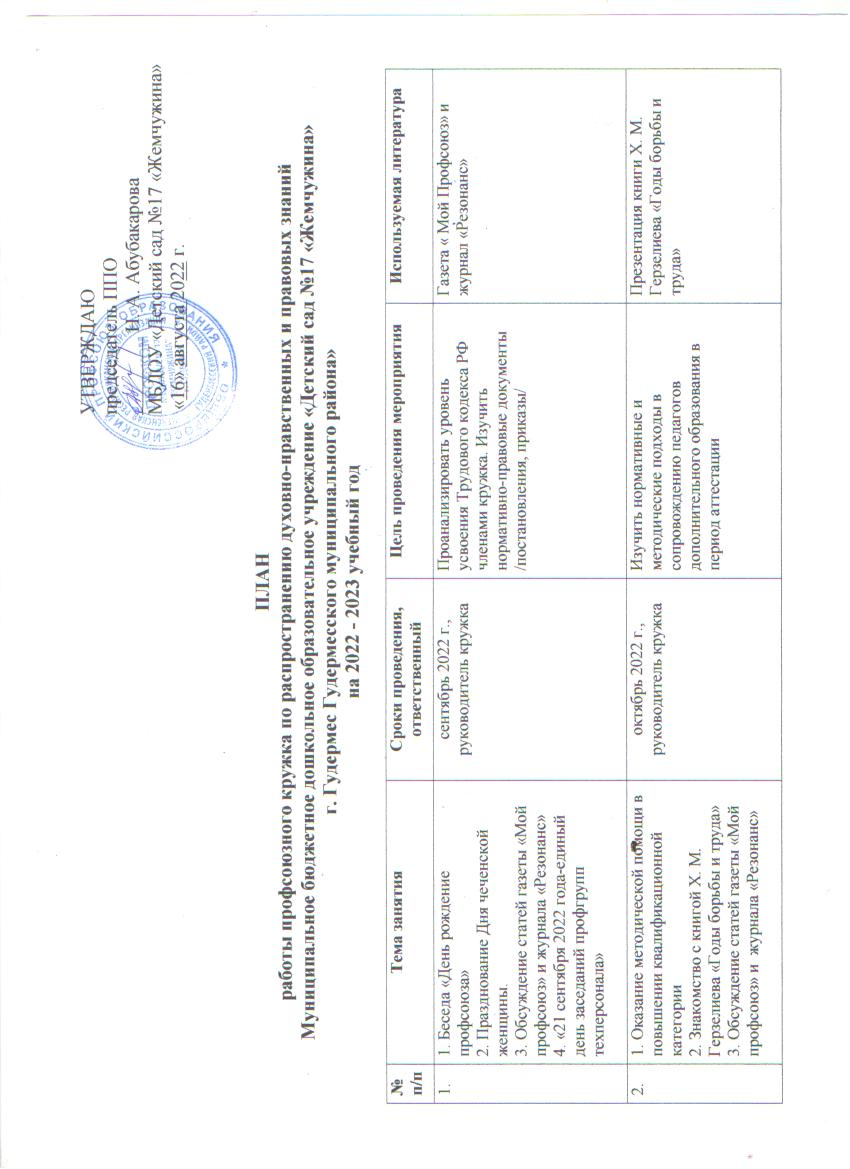 УТВЕРЖДАЮ
председатель ППО
Н. А. Абубакарова
МБДОУ «Детский сад №17 «Жемчужина»
«16» августа 2022 г.
ПЛАН
работы профсоюзного кружка по распространению духовно-нравственных и правовых знаний
Муниципальное бюджетное дошкольное образовательное учреждение «Детский сад №17 «Жемчужина»
г. Гудермес Гудермесского муниципального района»
на 2022 - 2023 учебный год
№
п/п
Тема занятия
Сроки проведения,
ответственный
Цель проведения мероприятия
Используемая литература
1.
1. Беседа «День рождение
профсоюза»
2. Празднование Дня чеченской
женщины.
3. Обсуждение статей газеты «Мой
профсоюз» и журнала «Резонанс»
4. «21 сентября 2022 года-единый
день заседаний профгрупп
техперсонала»
сентябрь 2022 г.,
руководитель кружка
Проанализировать уровень
усвоения Трудового кодекса РФ
членами кружка. Изучить
нормативно-правовые документы
/постановления, приказы/
Газета « Мой Профсоюз» и
журнал «Резонанс»
2.
1. Оказание методической помощи в
повышении квалификационной
категории
2. Знакомство с книгой Х. М.
Герзелиева «Годы борьбы и труда»
3. Обсуждение статей газеты «Мой
профсоюз» и журнала «Резонанс»
октябрь 2022 г.,
руководитель кружка
Изучить нормативные и
методические подходы в
сопровождению педагогов
дополнительного образования в
период аттестации
Презентация книги Х. М.
Герзелиева «Годы борьбы и
труда»